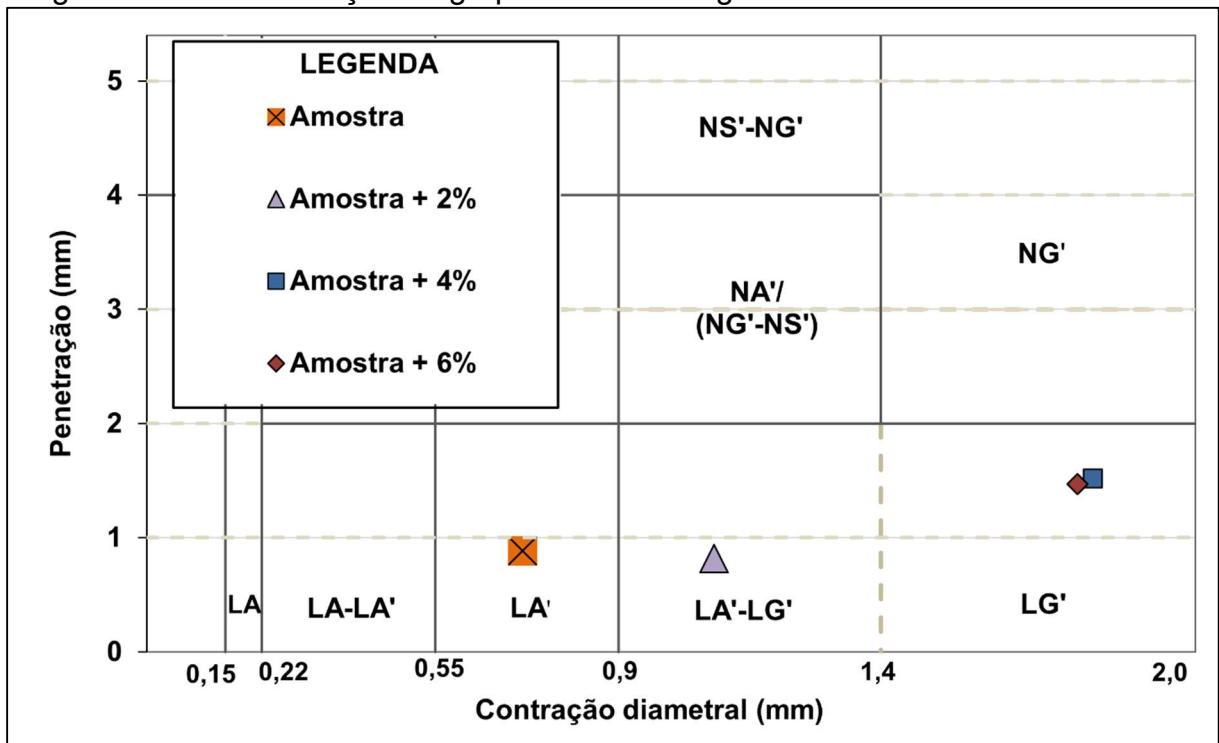 LEGENDA
Amostra
Amostra + 2%
Amostra + 4%
Amostra + 6%
Penetração (mm)
5
4
3
2
1
0
NS'-NG'
NA'/
(NG'-NS')
NG'
LA
LA-LA'
LA'
LA'-LG'
LG'
0,15
0,22
0,55
0,9
1,4
2,0
Contração diametral (mm)